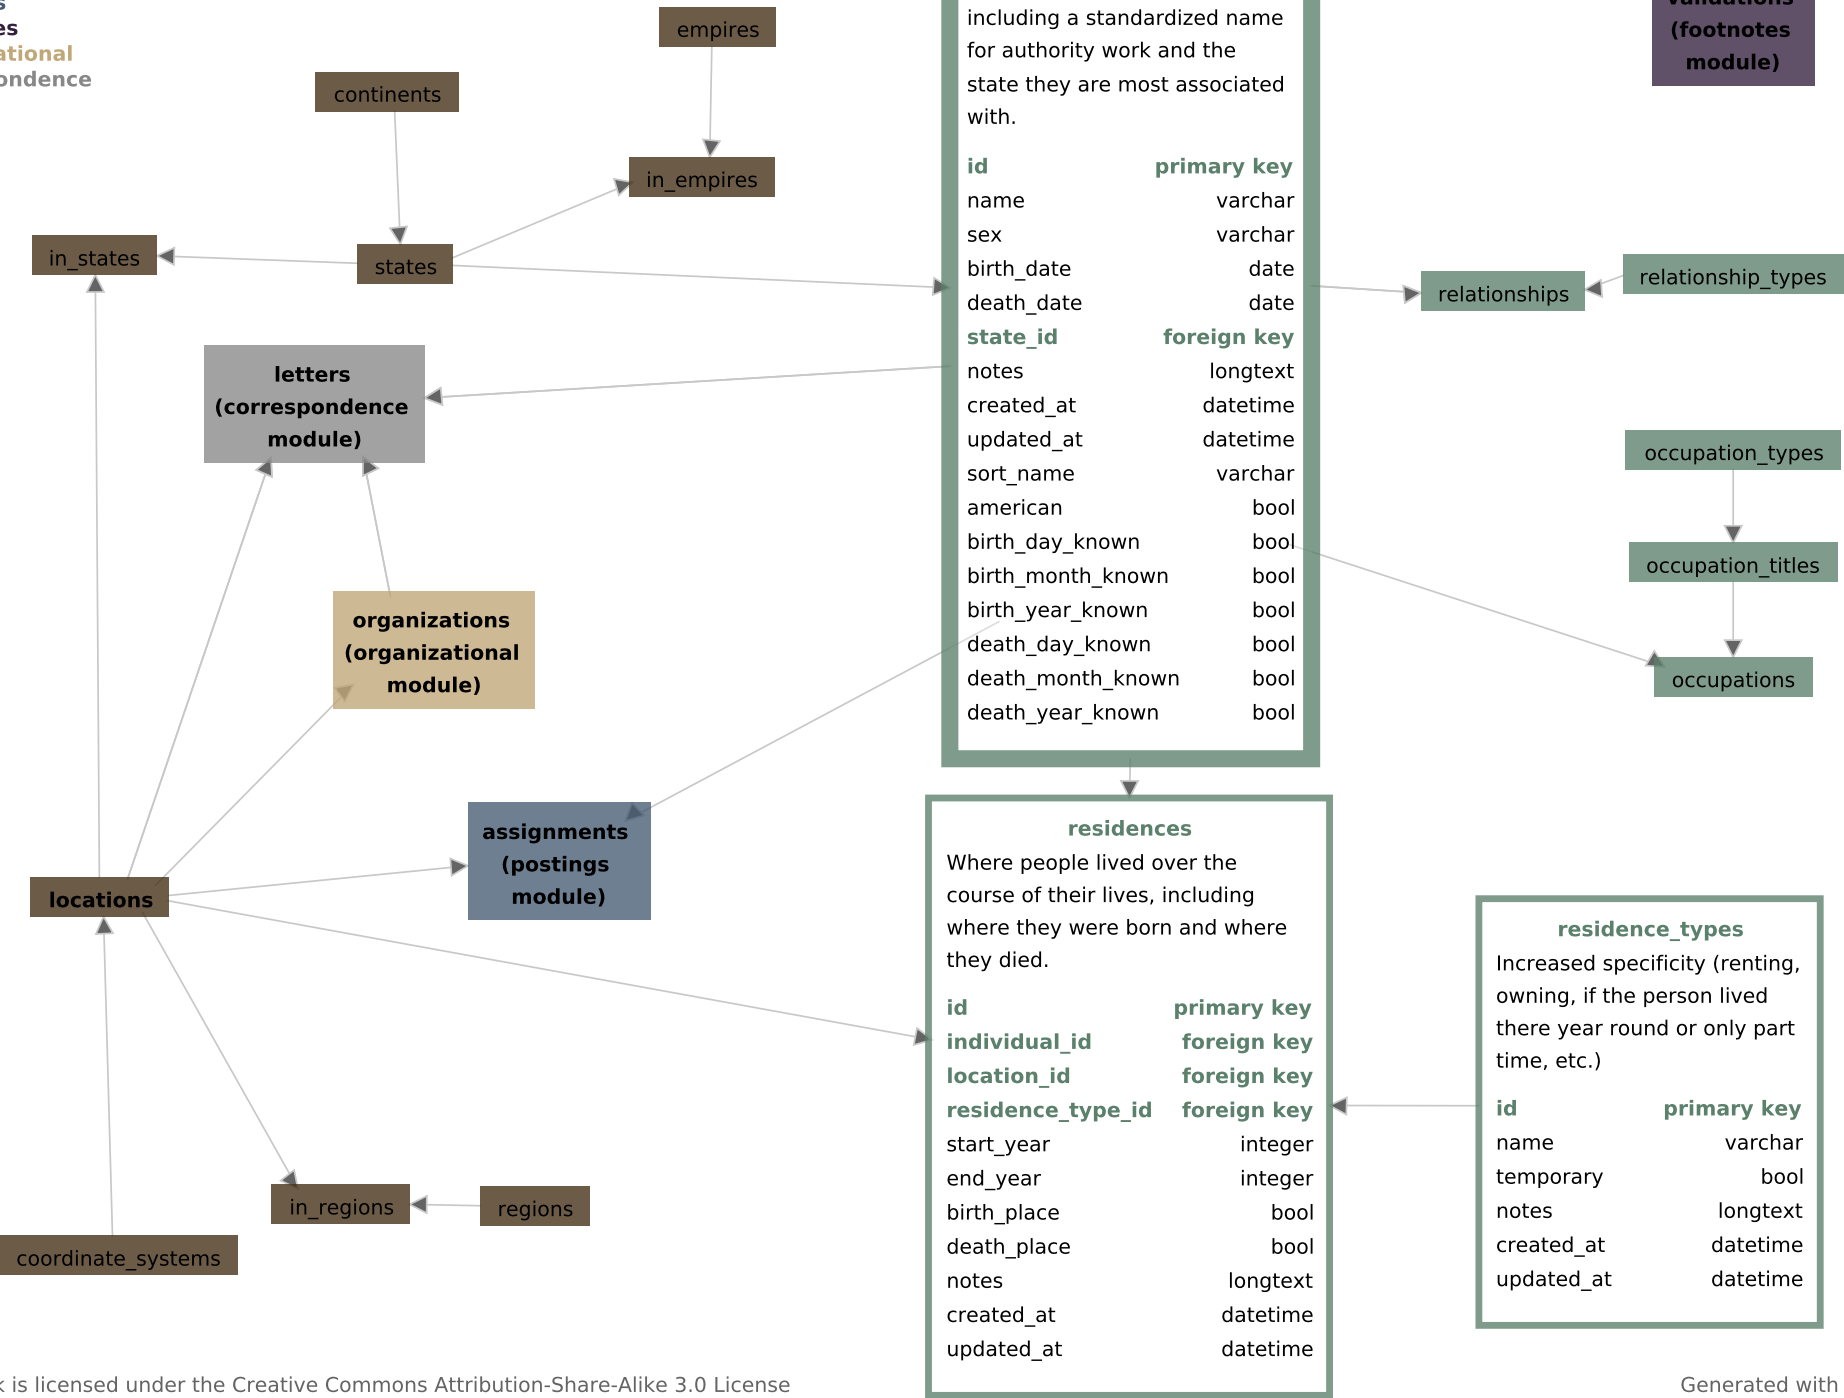 es
ational
ondence
empires
continents
in_empires
in_states
states
letters
(correspondence
module)
organizations
(organizational
module)
assignments
(postings
module)
locations
in_regions
regions
coordinate_systems
including a standardized name
for authority work and the
state they are most associated
with.
id primary key
name varchar
sex varchar
birth_date date
death_date date
state_id foreign key
notes longtext
created_at datetime
updated_at datetime
sort_name varchar
american bool
birth_day_known bool
birth_month_known bool
birth_year_known bool
death_day_known bool
death_month_known bool
death_year_known bool
residences
Where people lived over the
course of their lives, including
where they were born and where
they died.
id primary key
individual_id foreign key
location_id foreign key
residence_type_id foreign key
start_year integer
end_year integer
birth_place bool
death_place bool
notes longtext
created_at datetime
updated_at datetime
(footnotes
module)
relationships
relationship_types
occupation_types
occupation_titles
occupations
residence_types
Increased specificity (renting,
owning, if the person lived
there year round or only part
time, etc.)
id primary key
name varchar
temporary bool
notes longtext
created_at datetime
updated_at datetime
k is licensed under the Creative Commons Attribution-Share-Alike 3.0 License
Generated with